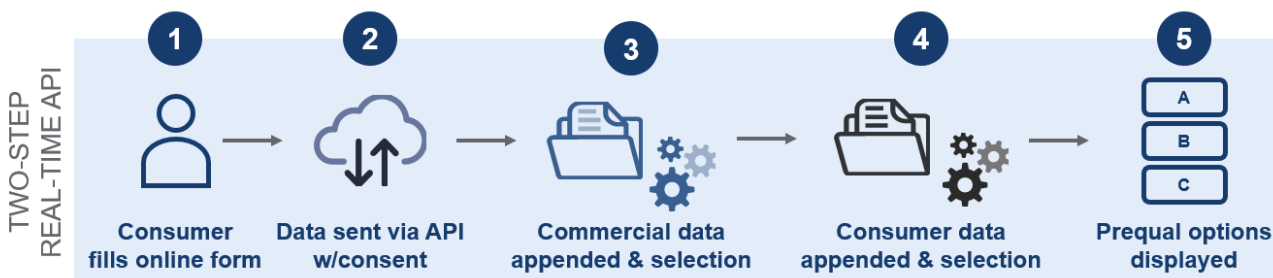 TWO-STEP
REAL-TIME API
1
2
3
4
5
A
B
C
Consumer
fills online form
Data sent via API
w/consent
Commercial data
appended & selection
Consumer data
appended & selection
Prequal options
displayed